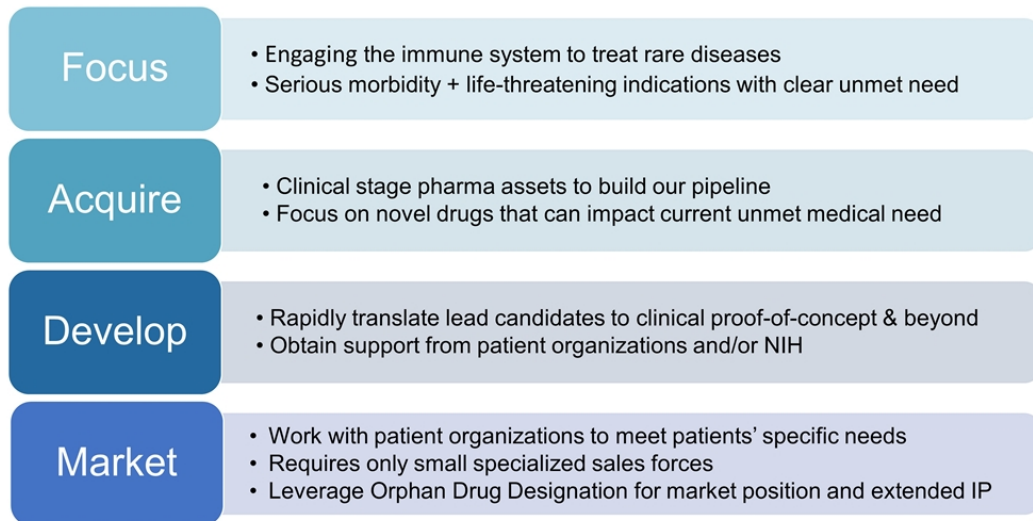 Focus
• Engaging the immune system to treat rare diseases
• Serious morbidity + life-threatening indications with clear unmet need
Acquire
• Clinical stage pharma assets to build our pipeline
• Focus on novel drugs that can impact current unmet medical need
Develop
• Rapidly translate lead candidates to clinical proof-of-concept & beyond
• Obtain support from patient organizations and/or NIH
Market
• Work with patient organizations to meet patients’ specific needs
• Requires only small specialized sales forces
• Leverage Orphan Drug Designation for market position and extended IP